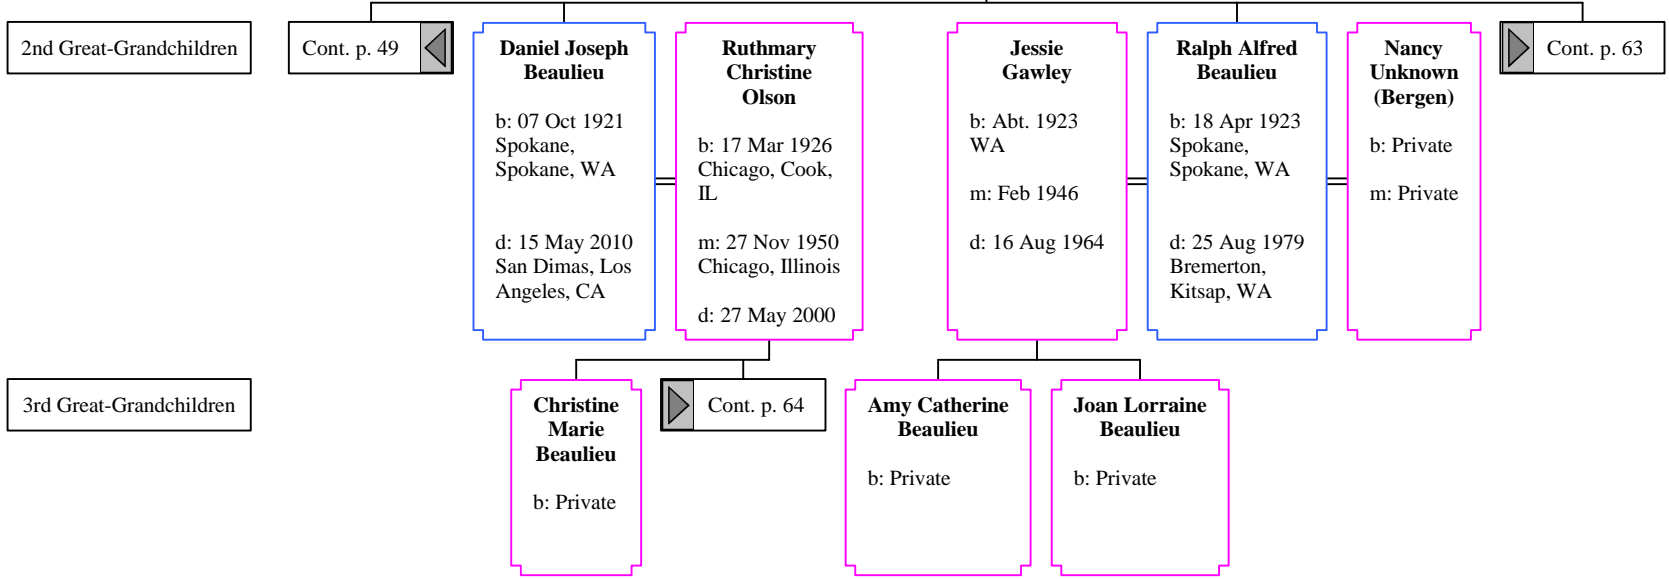 2nd Great-Grandchildren
Cont. p. 49
Daniel Joseph
Beaulieu
b: 07 Oct 1921
Spokane,
Spokane, WA
d: 15 May 2010
San Dimas, Los
Angeles, CA
Ruthmary
Christine
Olson
b: 17 Mar 1926
Chicago, Cook,
IL
m: 27 Nov 1950
Chicago, Illinois
d: 27 May 2000
Jessie
Gawley
b: Abt. 1923
WA
m: Feb 1946
d: 16 Aug 1964
Ralph Alfred
Beaulieu
b: 18 Apr 1923
Spokane,
Spokane, WA
d: 25 Aug 1979
Bremerton,
Kitsap, WA
Nancy
Unknown
(Bergen)
b: Private
m: Private
Cont. p. 63
3rd Great-Grandchildren
Christine
Marie
Beaulieu
b: Private
Cont. p. 64
Amy Catherine
Beaulieu
b: Private
Joan Lorraine
Beaulieu
b: Private